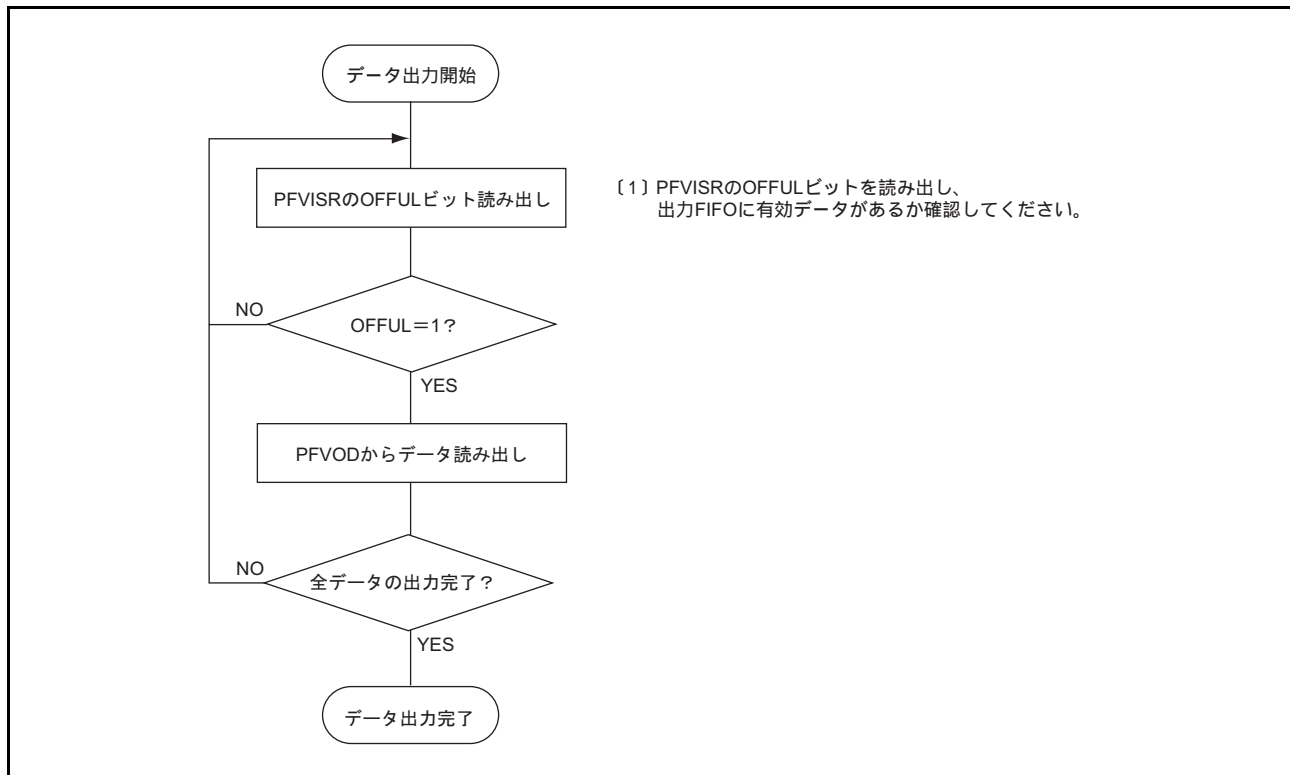 データ出力開始
PFVISRのOFFULビット読み出し
〔1〕PFVISRのOFFULビットを読み出し、
出力FIFOに有効データがあるか確認してください。
NO
OFFUL=1?
YES
PFVODからデータ読み出し
NO
全データの出力完了?
YES
データ出力完了